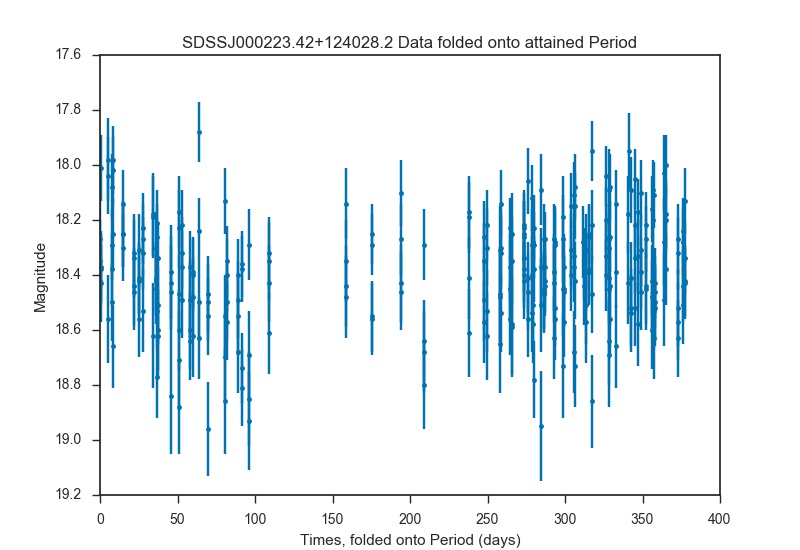 SDSSJ000223.42+124028.2 Data folded onto attained Period
17.6
17.8
18.0
18.2
18.4
18.6
18.8
19.0
19.2
Magnitude
0 50 100 150 200 250 300 350 400
Times, folded onto Period (days)